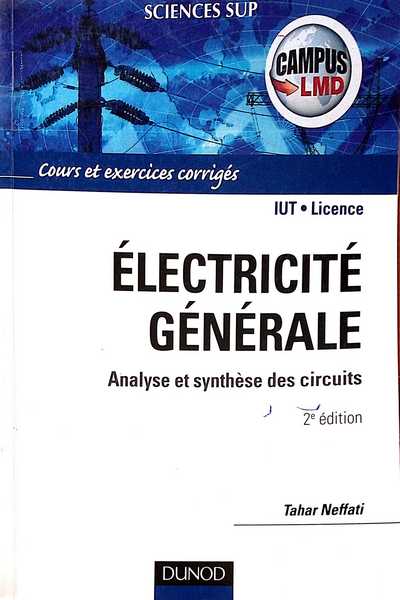 SCIENCES SUP
CAMPUS
LMD
Cours et exercices corrigés
IUT • Licence
ÉLECTRICITÉ
GÉNÉRALE
Analyse et synthèse des circuits
2e édition
Tahar Neffati
DUNOD